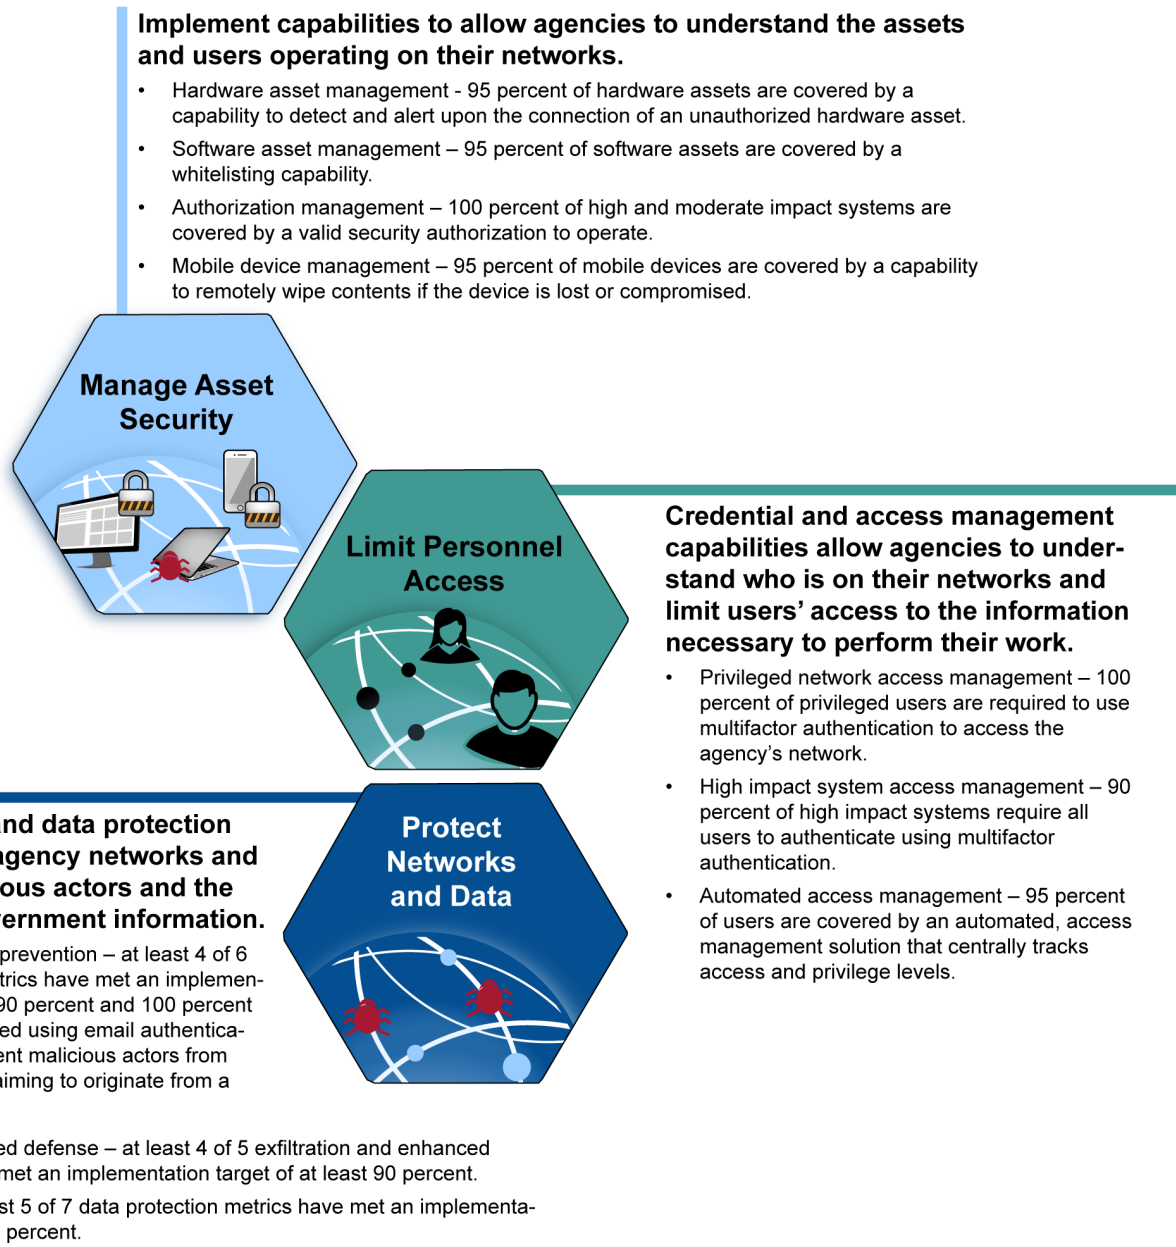 Implement capabilities to allow agencies to understand the assets
and users operating on their networks.
• Hardware asset management - 95 percent of hardware assets are covered by a
capability to detect and alert upon the connection of an unauthorized hardware asset.
• Software asset management – 95 percent of software assets are covered by a
whitelisting capability.
• Authorization management – 100 percent of high and moderate impact systems are
covered by a valid security authorization to operate.
• Mobile device management – 95 percent of mobile devices are covered by a capability
to remotely wipe contents if the device is lost or compromised.
Manage Asset
Security
Limit Personnel
Access
Credential and access management
capabilities allow agencies to under-
stand who is on their networks and
limit users’ access to the information
necessary to perform their work.
• Privileged network access management – 100
percent of privileged users are required to use
multifactor authentication to access the
agency’s network.
• High impact system access management – 90
percent of high impact systems require all
users to authenticate using multifactor
authentication.
• Automated access management – 95 percent
of users are covered by an automated, access
management solution that centrally tracks
access and privilege levels.
Protect
Networks
and Data
and data protection
agency networks and
ous actors and the
vernment information.
prevention – at least 4 of 6
trics have met an implemen-
90 percent and 100 percent
ed using email authentica-
ent malicious actors from
aiming to originate from a
ed defense – at least 4 of 5 exfiltration and enhanced
met an implementation target of at least 90 percent.
st 5 of 7 data protection metrics have met an implementa-
percent.